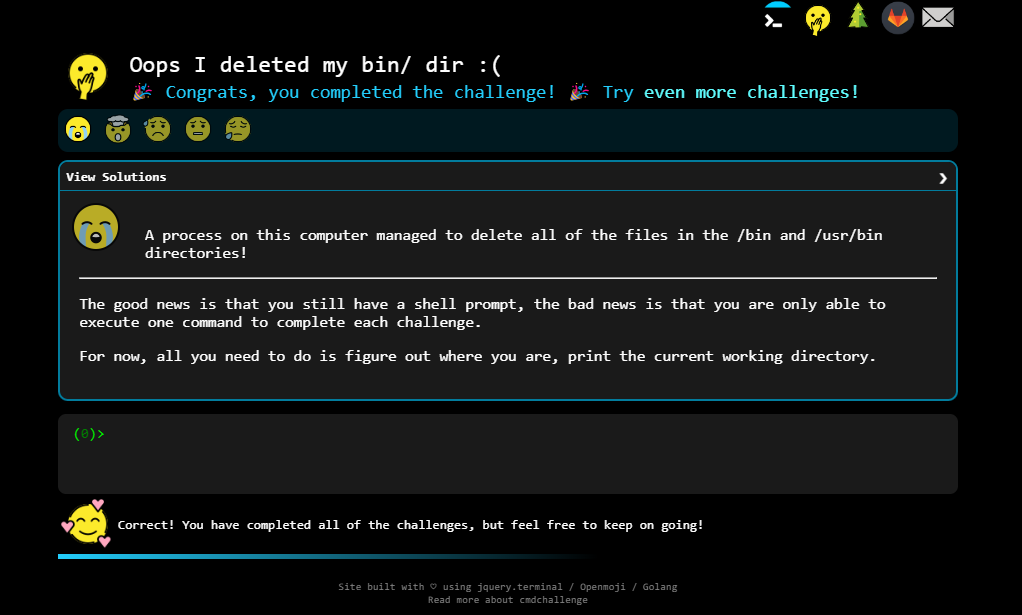 Oops I deleted my bin/ dir :(
🎉 Congrats, you completed the challenge! 🎉 Try even more challenges!
View Solutions ❯
A process on this computer managed to delete all of the files in the /bin and /usr/bin
directories!
The good news is that you still have a shell prompt, the bad news is that you are only able to
execute one command to complete each challenge.
For now, all you need to do is figure out where you are, print the current working directory.
(0)>
Correct! You have completed all of the challenges, but feel free to keep on going!
Site built with ♡ using jquery.terminal / Openmoji / Golang
Read more about cmdchallenge